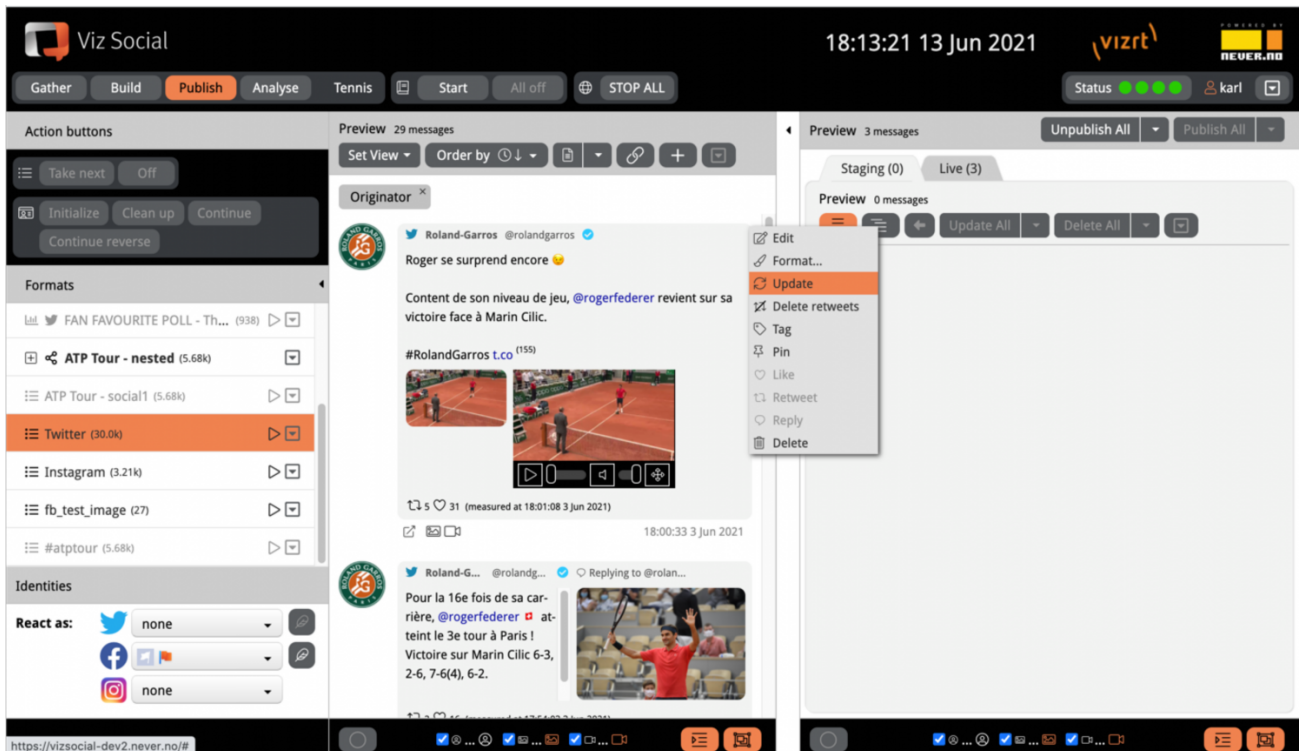 Viz Social
18:13:21 13 Jun 2021
vizrt
POWERED BY
NEVER.NO
Gather Build Publish Analyse Tennis Start All off STOP ALL
Status karl
Action buttons
Take next Off
Initialize Clean up Continue
Continue reverse
Formats
FAN FAVOURITE POLL - Th... (938)
ATP Tour - nested (5.68k)
ATP Tour - social1 (5.68k)
Twitter (30.0k)
Instagram (3.21k)
fb_test_image (27)
#atptour (5.68k)
Identities
React as: none
none
https://vizsocial-dev2.never.no/#
Preview 29 messages
Set View Order by
Originator ×
ROLAND GARROS
PARIS
Roland-Garros @rolandgarros
Roger se surprend encore
Content de son niveau de jeu, @rogerfederer revient sur sa
victoire face à Marin Cilic.
#RolandGarros t.co (155)
5 31 (measured at 18:01:08 3 Jun 2021)
18:00:33 3 Jun 2021
ROLAND GARROS
PARIS
Roland-G... @rolandg... Replying to @rolan...
Pour la 16e fois de sa car-
rière, @rogerfederer at-
teint le 3e tour à Paris !
Victoire sur Marin Cilic 6-3,
2-6, 7-6(4), 6-2.
Edit
Format...
Update
Delete retweets
Tag
Pin
Like
Retweet
Reply
Delete
Preview 3 messages
Unpublish All Publish All
Staging (0) Live (3)
Preview 0 messages
Update All Delete All